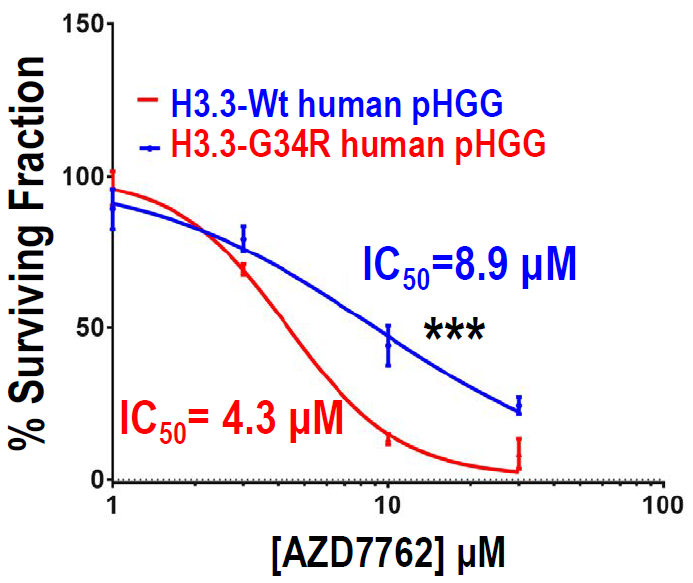 150
H3.3-Wt human pHGG
H3.3-G34R human pHGG
100
IC50=8.9 µM
***
50
IC50= 4.3 µM
0
1 10 100
[AZD7762] µM
% Surviving Fraction